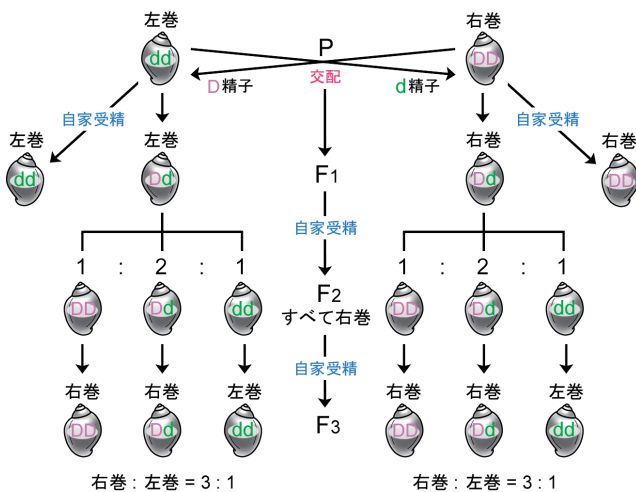 左巻 P 右巻
dd DD
交配
D精子 d精子
自家受精 自家受精
左巻 左巻 右巻 右巻
dd Dd F1 Dd DD
自家受精
1 : 2 : 1 1 : 2 : 1
F2
すべて右巻
DD Dd dd DD Dd dd
自家受精
右巻 右巻 左巻 右巻 右巻 左巻
DD Dd dd F3 DD Dd dd
右巻 : 左巻 = 3 : 1 右巻 : 左巻 = 3 : 1